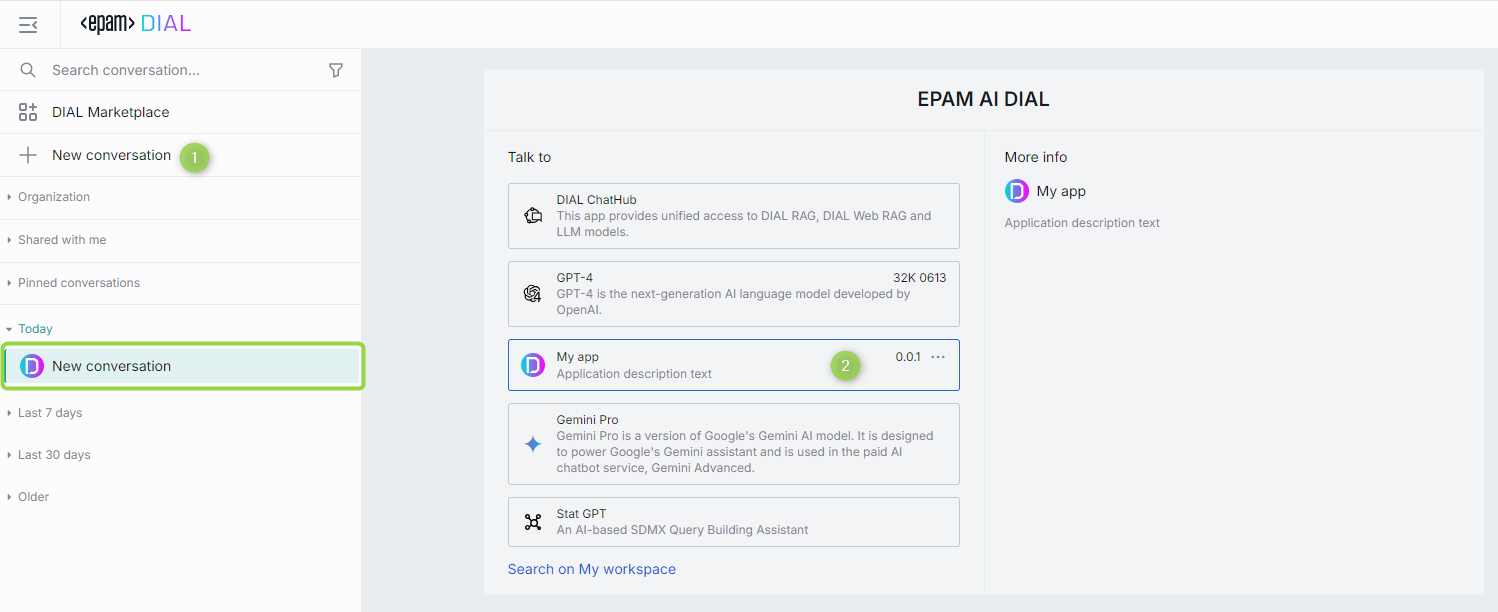 <epam> DIAL
Search conversation...
DIAL Marketplace
New conversation
1
Organization
Shared with me
Pinned conversations
Today
New conversation
Last 7 days
Last 30 days
Older
EPAM AI DIAL
Talk to
DIAL ChatHub
This app provides unified access to DIAL RAG, DIAL Web RAG and
LLM models.
GPT-4
32K 0613
GPT-4 is the next-generation AI language model developed by
OpenAI.
My app
2
0.0.1
Application description text
Gemini Pro
Gemini Pro is a version of Google's Gemini AI model. It is designed
to power Google's Gemini assistant and is used in the paid AI
chatbot service, Gemini Advanced.
Stat GPT
An AI-based SDMX Query Building Assistant
Search on My workspace
More info
My app
Application description text